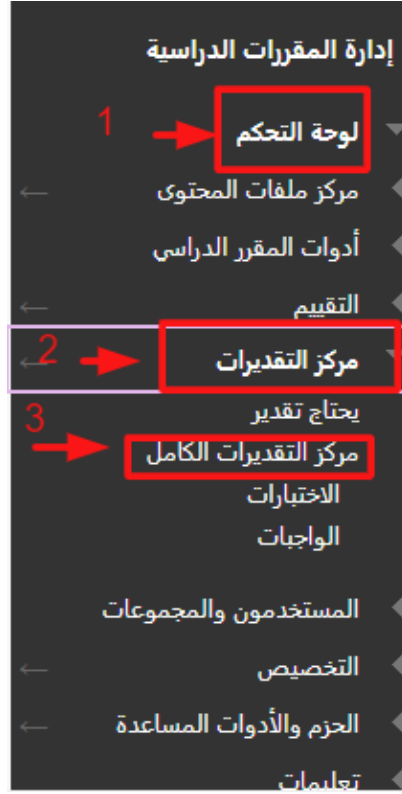 إدارة المقررات الدراسية
1
لوحة التحكم
مركز ملفات المحتوى
أدوات المقرر الدراسي
التقييم
2
مركز التقديرات
يحتاج تقدير
3
مركز التقديرات الكامل
الاختبارات
الواجبات
المستخدمون والمجموعات
التخصيص
الحزم والأدوات المساعدة
تعليمات